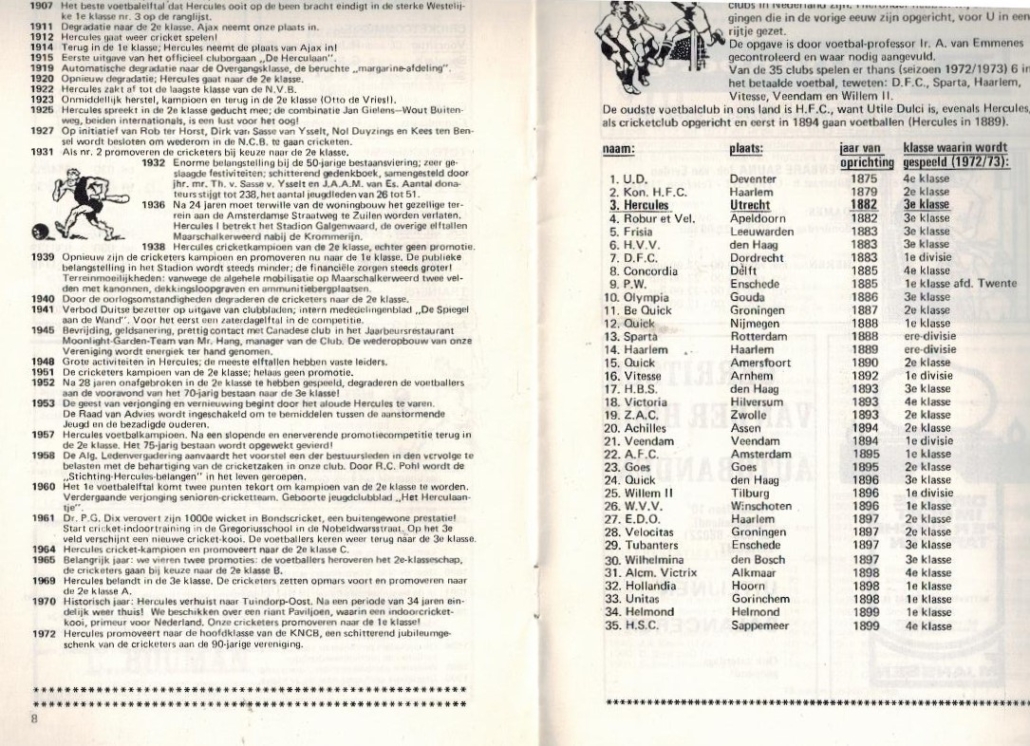 1907 Het beste voetbalelftal dat Hercules ooit op de been bracht eindigt in de sterke Westelij-
ke 1e klasse nr. 3 op de ranglijst.
1911 Degradatie naar de 2e klasse. Ajax neemt onze plaats in.
1912 Hercules gaat weer cricket spelen!
1914 Terug in de 1e klasse; Hercules neemt de plaats van Ajax in!
1915 Eerste uitgave van het officieel cluborgaan „De Herculaan".
1919 Automatische degradatie naar de Overgangsklasse, de beruchte „margarine-afdeling".
1920 Opnieuw degradatie; Hercules gaat naar de 2e klasse.
1922 Hercules zakt af tot de laagste klasse van de N.V.B.
1923 Onmiddellijk herstel, kampioen en terug in de 2e klasse (Otto de Vries!).
1925 Hercules spreekt in de 2e klasse geducht mee; de combinatie Jan Gielens—Wout Buiten-
weg, beiden internationals, is een lust voor het oog!
1927 Op initiatief van Rob ter Horst, Dirk van Sasse van Ysselt, Nol Duyzings en Kees ten Ben-
sel wordt besloten om wederom in de N.C.B. te gaan cricketen.
1931 Als nr. 2 promoveren de cricketers bij keuze naar de 2e klasse.
1932 Enorme belangstelling bij de 50-jarige bestaansviering; zeer ge-
slaagde festiviteiten; schitterend gedenkboek, samengesteld door
jhr. mr. Th. v. Sasse v. Ysselt en J.A.A.M. van Es. Aantal dona-
teurs stijgt tot 238, het aantal jeugdleden van 26 tot 51.
1936 Na 24 jaren moet terwille van de woningbouw het gezellige ter-
rein aan de Amsterdamse Straatweg te Zuilen worden verlaten.
Hercules I betrekt het Stadion Galgenwaard, de overige elftallen
Maarschalkerweerd nabij de Krommerijn.
1938 Hercules cricketkampioen van de 2e klasse, echter geen promotie.
1939 Opnieuw zijn de cricketers kampioen en promoveren nu naar de 1e klasse. De publieke
belangstelling in het Stadion wordt steeds minder; de financiële zorgen steeds groter!
Terreinmoeilijkheden: vanwege de algehele mobilisatie op Maarschalkerweerd twee vel-
den met kanonnen, dekkingsloopgraven en ammunitiebergplaatsen.
1940 Door de oorlogsomstandigheden degraderen de cricketers naar de 2e klasse.
1941 Verbod Duitse bezetter op uitgave van clubbladen; intern mededelingenblad „De Spiegel
aan de Wand". Voor het eerst een zaterdagelftal in de competitie.
1945 Bevrijding, geldsanering, prettig contact met Canadese club in het Jaarbeursrestaurant
Moonlight-Garden-Team van Mr. Hang, manager van de Club. De wederopbouw van onze
Vereniging wordt energiek ter hand genomen.
1948 Grote activiteiten in Hercules; de meeste elftallen hebben vaste leiders.
1951 De cricketers kampioen van de 2e klasse; helaas geen promotie.
1952 Na 28 jaren onafgebroken in de 2e klasse te hebben gespeeld, degraderen de voetballers
aan de vooravond van het 70-jarig bestaan naar de 3e klasse!
1953 De geest van verjonging en vernieuwing begint door het aloude Hercules te varen.
De Raad van Advies wordt ingeschakeld om te bemiddelen tussen de aanstormende
Jeugd en de bezadigde ouderen.
1957 Hercules voetbalkampioen. Na een slopende en enerverende promotiecompetitie terug in
de 2e klasse. Het 75-jarig bestaan wordt opgewekt gevierd!
1958 De Alg. Ledenvergadering aanvaardt het voorstel een der bestuursleden in den vervolge te
belasten met de behartiging van de cricketzaken in onze club. Door R.C. Pohl wordt de
„Stichting-Hercules-belangen" in het leven geroepen.
1960 Het 1e voetbalelftal komt twee punten tekort om kampioen van de 2e klasse te worden.
Verdergaande verjonging senioren-cricketteam. Geboorte jeugdclubblad „Het Herculaan-
tje".
1961 Dr. P.G. Dix verovert zijn 1000e wicket in Bondscricket, een buitengewone prestatie!
Start cricket-indoortraining in de Gregoriusschool in de Nobeldwarsstraat. Op het 3e
veld verschijnt een nieuwe cricket-kooi. De voetballers keren weer terug naar de 3e klasse.
1964 Hercules cricket-kampioen en promoveert naar de 2e klasse C.
1965 Belangrijk jaar: we vieren twee promoties: de voetballers heroveren het 2e-klasseschap,
de cricketers gaan bij keuze naar de 2e klasse B.
1969 Hercules belandt in de 3e klasse. De cricketers zetten opmars voort en promoveren naar
de 2e klasse A.
1970 Historisch jaar: Hercules verhuist naar Tuindorp-Oost. Na een periode van 34 jaren ein-
delijk weer thuis! We beschikken over een riant Paviljoen, waarin een indoorcricket-
kooi, primeur voor Nederland. Onze cricketers promoveren naar de 1e klasse!
1972 Hercules promoveert naar de hoofdklasse van de KNCB, een schitterend jubileumge-
schenk van de cricketers aan de 90-jarige vereniging.
8
clubs in Nederland zijn. Hieronder hebben wij de vereni-
gingen die in de vorige eeuw zijn opgericht, voor U in een
rijtje gezet.
De opgave is door voetbal-professor Ir. A. van Emmenes
gecontroleerd en waar nodig aangevuld.
Van de 35 clubs spelen er thans (seizoen 1972/1973) 6 in
het betaalde voetbal, teweten: D.F.C., Sparta, Haarlem,
Vitesse, Veendam en Willem II.
De oudste voetbalclub in ons land is H.F.C., want Utile Dulci is, evenals Hercules,
als cricketclub opgericht en eerst in 1894 gaan voetballen (Hercules in 1889).
naam: plaats: jaar van oprichting klasse waarin wordt gespeeld (1972/73):
1. U.D. Deventer 1875 4e klasse
2. Kon. H.F.C. Haarlem 1879 2e klasse
3. Hercules Utrecht 1882 3e klasse
4. Robur et Vel. Apeldoorn 1882 3e klasse
5. Frisia Leeuwarden 1883 3e klasse
6. H.V.V. den Haag 1883 3e klasse
7. D.F.C. Dordrecht 1883 1e divisie
8. Concordia Delft 1885 4e klasse
9. P.W. Enschede 1885 1e klasse afd. Twente
10. Olympia Gouda 1886 3e klasse
11. Be Quick Groningen 1887 2e klasse
12. Quick Nijmegen 1888 1e klasse
13. Sparta Rotterdam 1888 ere-divisie
14. Haarlem Haarlem 1889 ere-divisie
15. Quick Amersfoort 1890 2e klasse
16. Vitesse Arnhem 1892 1e divisie
17. H.B.S. den Haag 1893 3e klasse
18. Victoria Hilversum 1893 4e klasse
19. Z.A.C. Zwolle 1893 2e klasse
20. Achilles Assen 1894 2e klasse
21. Veendam Veendam 1894 1e divisie
22. A.F.C. Amsterdam 1895 1e klasse
23. Goes Goes 1895 2e klasse
24. Quick den Haag 1896 3e klasse
25. Willem II Tilburg 1896 1e divisie
26. W.V.V. Winschoten 1896 1e klasse
27. E.D.O. Haarlem 1897 2e klasse
28. Velocitas Groningen 1897 2e klasse
29. Tubanters Enschede 1897 3e klasse
30. Wilhelmina den Bosch 1897 3e klasse
31. Alcm. Victrix Alkmaar 1898 4e klasse
32. Hollandia Hoorn 1898 1e klasse
33. Unitas Gorinchem 1898 1e klasse
34. Helmond Helmond 1899 1e klasse
35. H.S.C. Sappemeer 1899 4e klasse